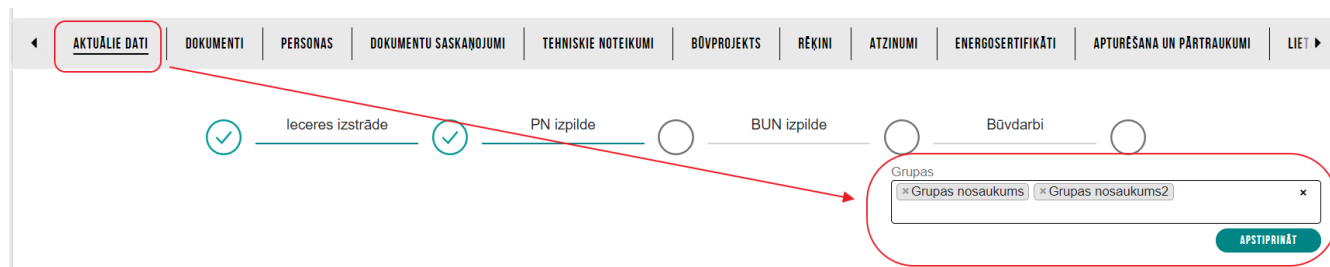 AKTUĀLIE DATI DOKUMENTI PERSONAS DOKUMENTU SASKAŅOJUMI TEHNISKIE NOTEIKUMI BŪVPROJEKTS RĒĶINI ATZINUMI ENERGOSERTIFIKĀTI APTURĒŠANA UN PĀRTRAUKUMI LIET
Ieceres izstrāde PN izpilde BUN izpilde Būvdarbi
Grupas
× Grupas nosaukums × Grupas nosaukums2 ×
APSTIPRINĀT